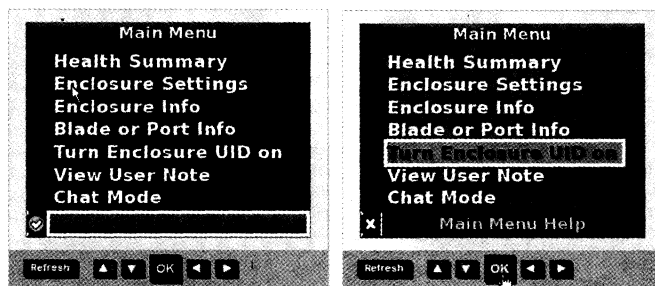 Main Menu
Health Summary
Enclosure Settings
Enclosure Info
Blade or Port Info
Turn Enclosure UID on
View User Note
Chat Mode
Refresh OK
Main Menu
Health Summary
Enclosure Settings
Enclosure Info
Blade or Port Info
Turn Enclosure UID on
View User Note
Chat Mode
Main Menu Help
Refresh OK